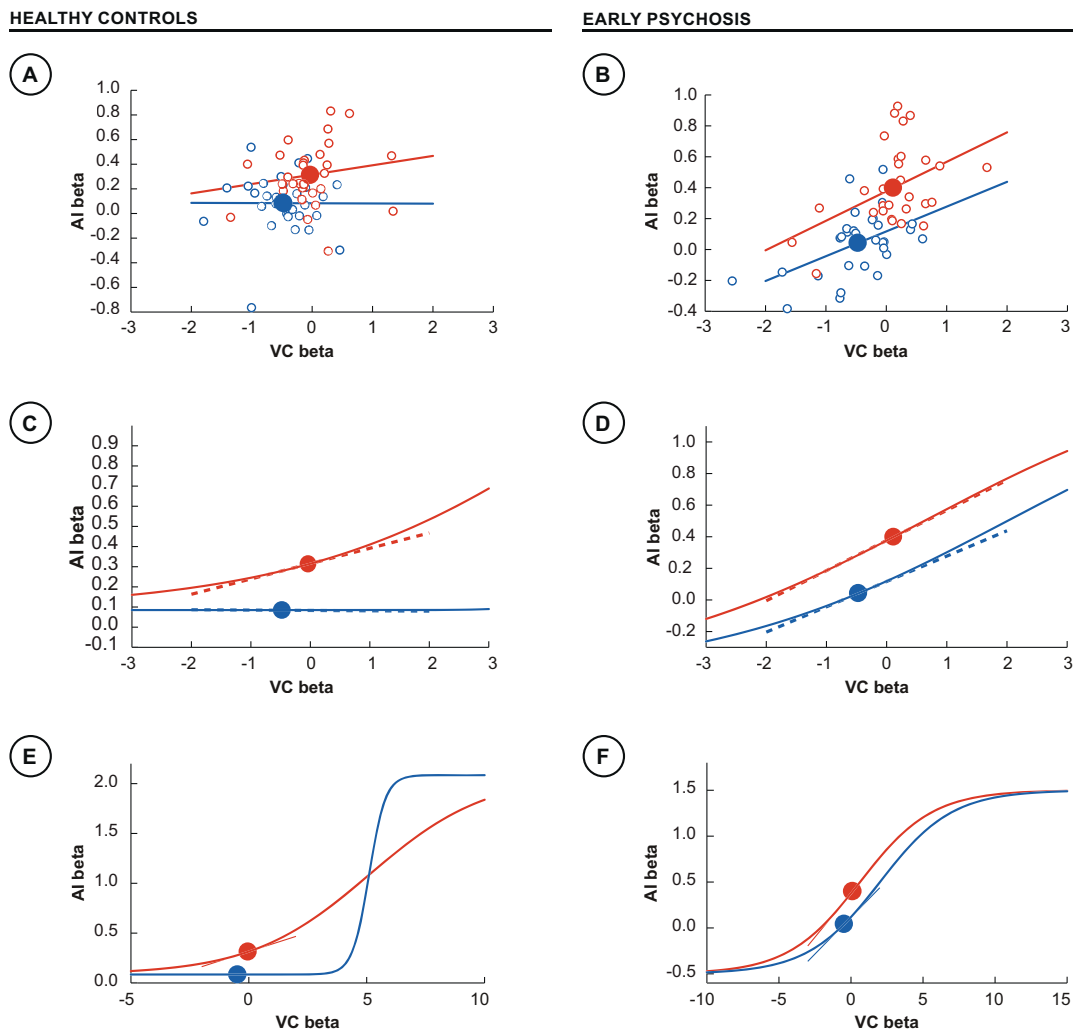 HEALTHY CONTROLS
EARLY PSYCHOSIS
A
1.0
0.8
0.6
0.4
0.2
0.0
-0.2
-0.4
-0.6
-0.8
AI beta
-3 -2 -1 0 1 2 3
VC beta
B
1.0
0.8
0.6
0.4
0.2
0.0
-0.2
-0.4
AI beta
-3 -2 -1 0 1 2 3
VC beta
C
0.9
0.9
0.7
0.6
0.5
0.4
0.3
0.2
0.1
0.0
-0.1
AI beta
-3 -2 -1 0 1 2 3
VC beta
D
1.0
0.8
0.6
0.4
0.2
0.0
-0.2
AI beta
-3 -2 -1 0 1 2 3
VC beta
E
2.0
1.5
1.0
0.5
0.0
AI beta
-5 0 5 10
VC beta
F
1.5
1.0
0.5
0.0
-0.5
AI beta
-10 -5 0 5 10 15
VC beta